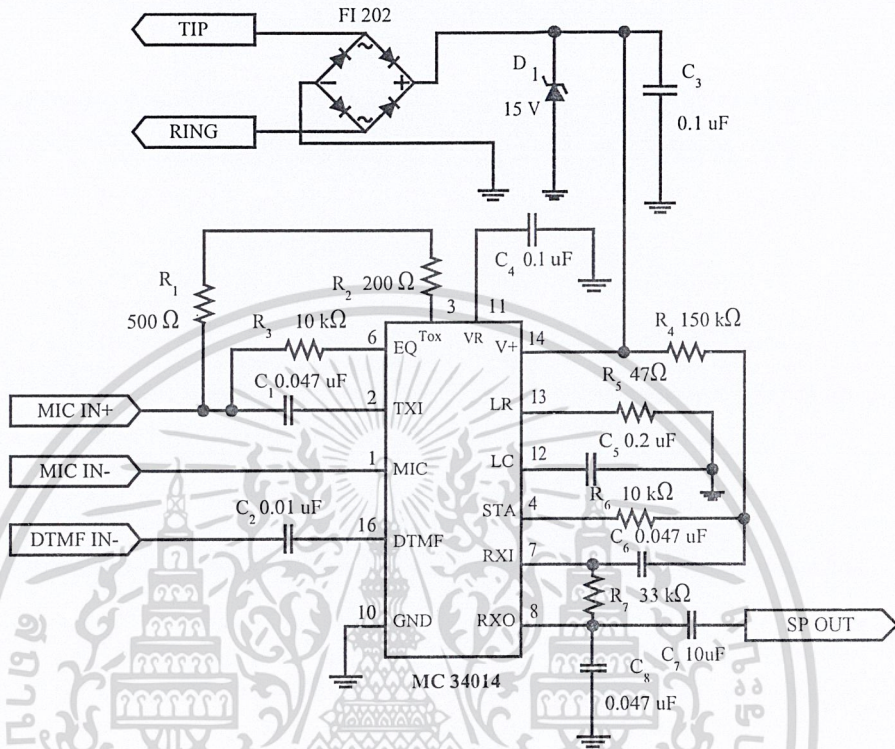 FI 202
TIP
RING
~
−
+
~
D1
15 V
C3
0.1 uF
C4 0.1 uF
R1
500 Ω
R2 200 Ω
R3 10 kΩ
3
11
6
EQ
Tox
VR
V+
14
R4 150 kΩ
R5 47Ω
C1 0.047 uF
MIC IN+
2
TXI
LR
13
C5 0.2 uF
MIC IN-
1
MIC
LC
12
R6 10 kΩ
C2 0.01 uF
STA
4
C6 0.047 uF
DTMF IN-
16
DTMF
RXI
7
R7 33 kΩ
10
GND
RXO
8
SP OUT
C7 10uF
C8
0.047 uF
MC 34014